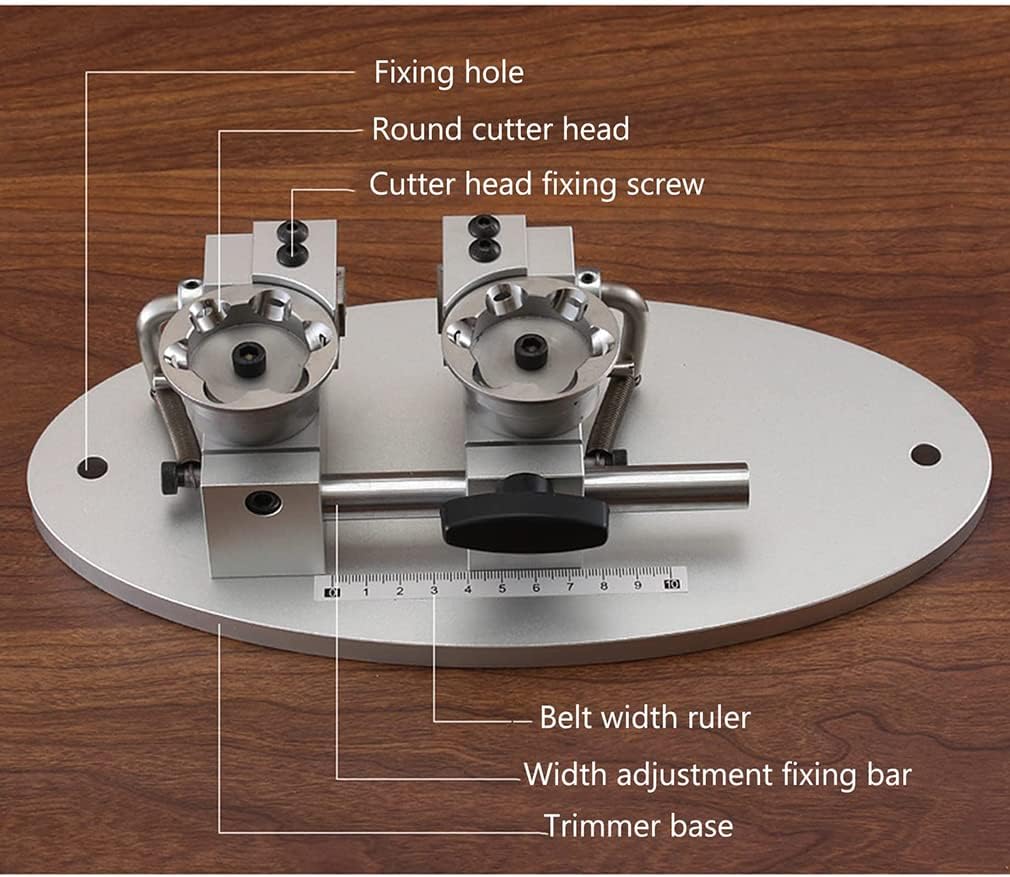 Fixing hole
Round cutter head
Cutter head fixing screw
0 1 2 3 4 5 6 7 8 9 10
Belt width ruler
Width adjustment fixing bar
Trimmer base